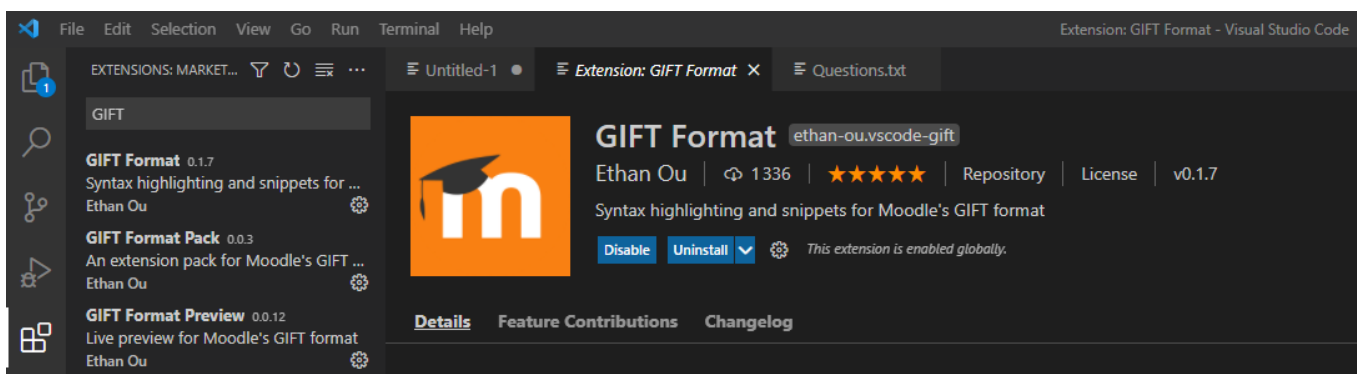 File Edit Selection View Go Run Terminal Help
Extension: GIFT Format - Visual Studio Code
EXTENSIONS: MARKET...
Untitled-1
Extension: GIFT Format
Questions.txt
1
GIFT
GIFT Format 0.1.7
Syntax highlighting and snippets for ...
Ethan Ou
GIFT Format Pack 0.0.3
An extension pack for Moodle's GIFT ...
Ethan Ou
GIFT Format Preview 0.0.12
Live preview for Moodle's GIFT format
Ethan Ou
m
GIFT Format ethan-ou.vscode-gift
Ethan Ou 1336 Repository License v0.1.7
Syntax highlighting and snippets for Moodle's GIFT format
Disable Uninstall This extension is enabled globally.
Details Feature Contributions Changelog